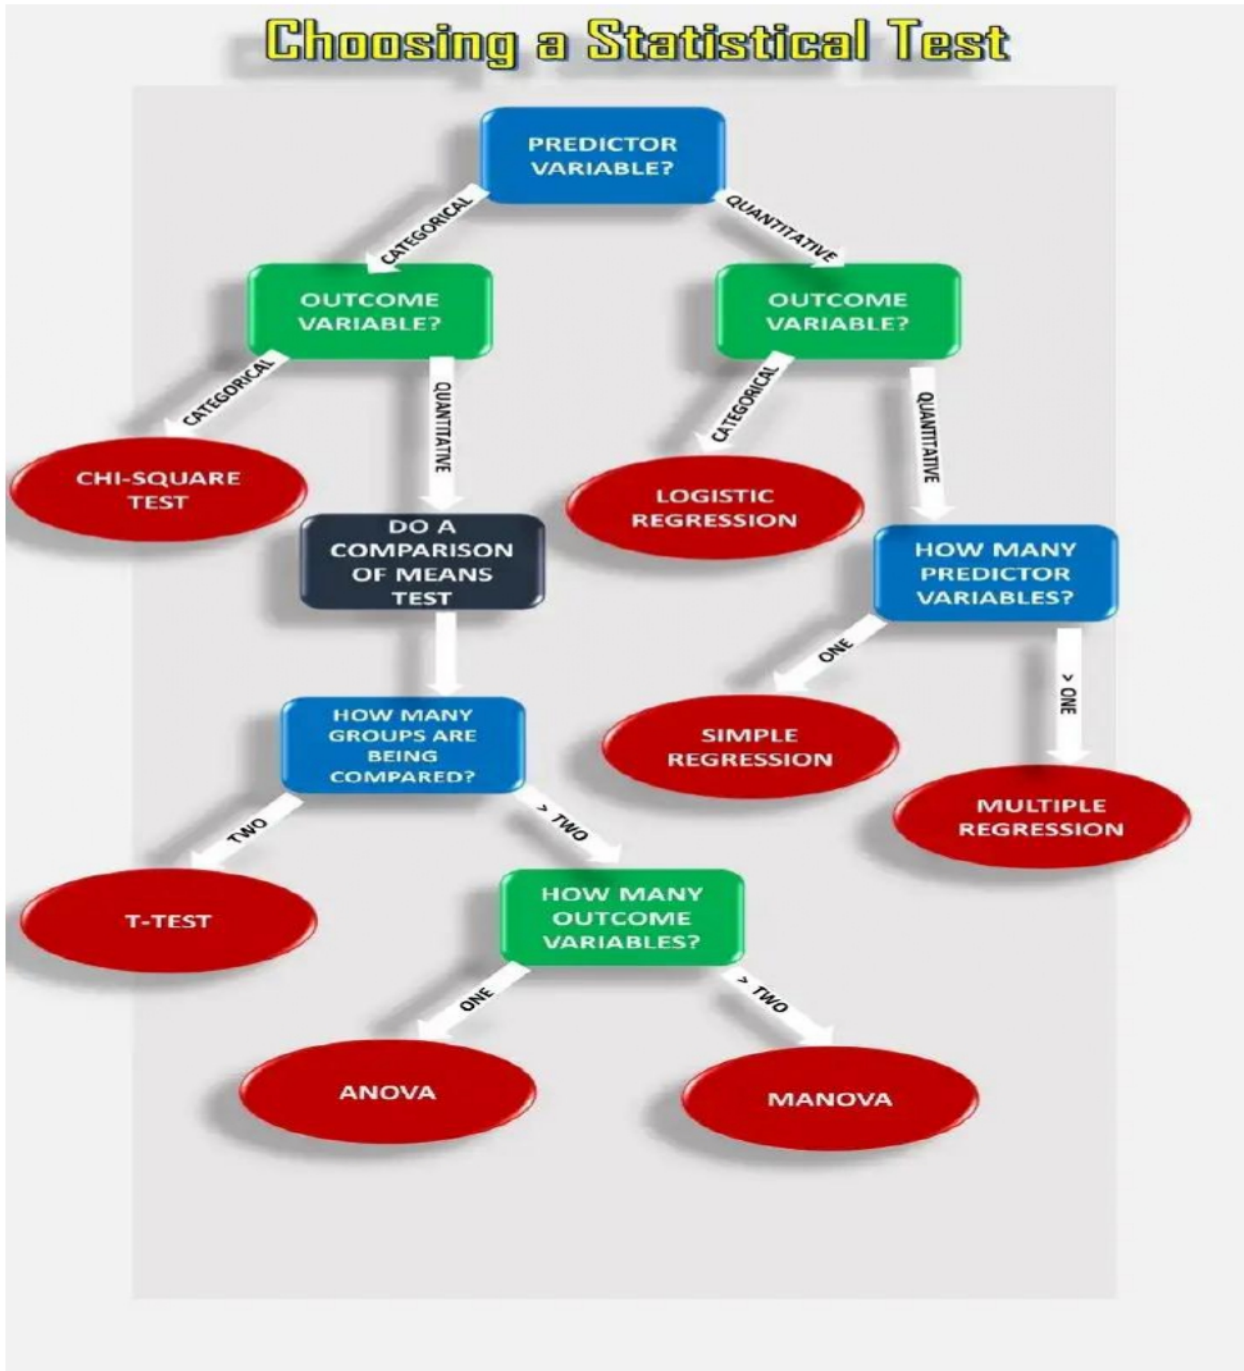 Choosing a Statistical Test
PREDICTOR
VARIABLE?
CATEGORICAL
QUANTITATIVE
OUTCOME
VARIABLE?
OUTCOME
VARIABLE?
CATEGORICAL
QUANTITATIVE
CATEGORICAL
QUANTITATIVE
CHI-SQUARE
TEST
LOGISTIC
REGRESSION
DO A
COMPARISON
OF MEANS
TEST
HOW MANY
PREDICTOR
VARIABLES?
ONE
> ONE
HOW MANY
GROUPS ARE
BEING
COMPARED?
SIMPLE
REGRESSION
MULTIPLE
REGRESSION
TWO
> TWO
T-TEST
HOW MANY
OUTCOME
VARIABLES?
ONE
> TWO
ANOVA
MANOVA